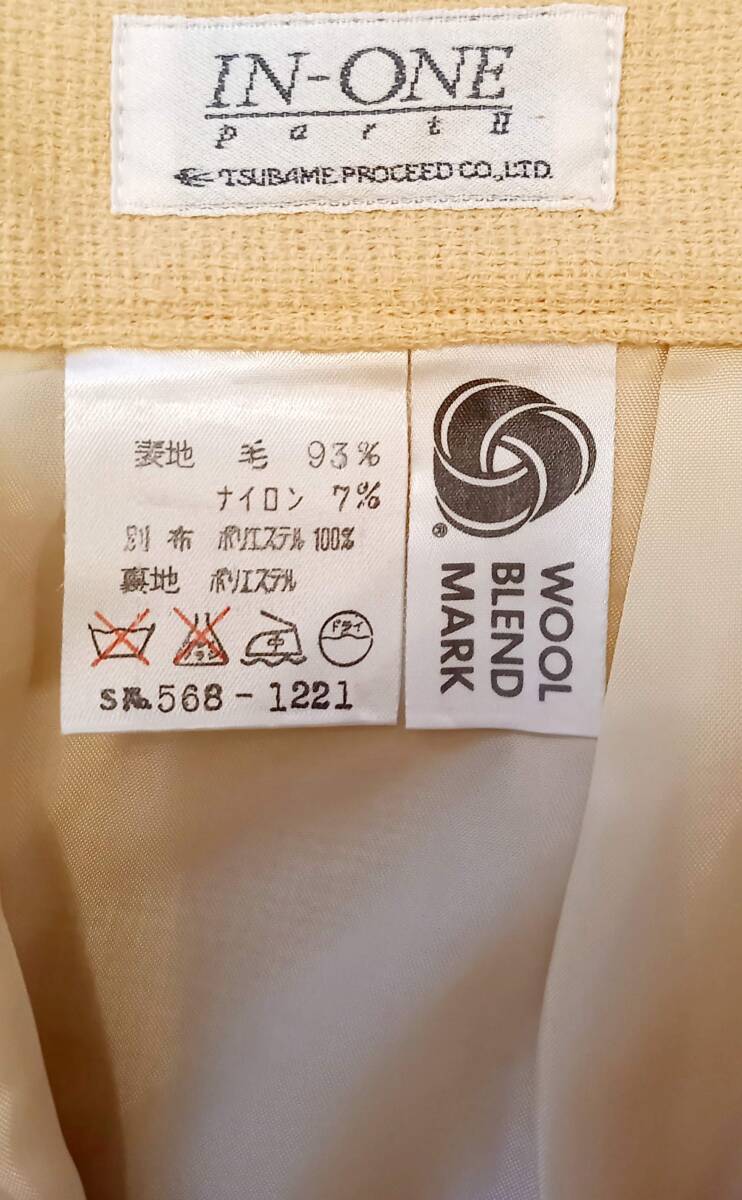 IN-ONE
part II
TSUBAME PROCEED CO., LTD.
表地 毛 93%
ナイロン 7%
別布 ポリエステル 100%
裏地 ポリエステル
中
ドライ
S№568-1221
WOOL
BLEND
MARK
®